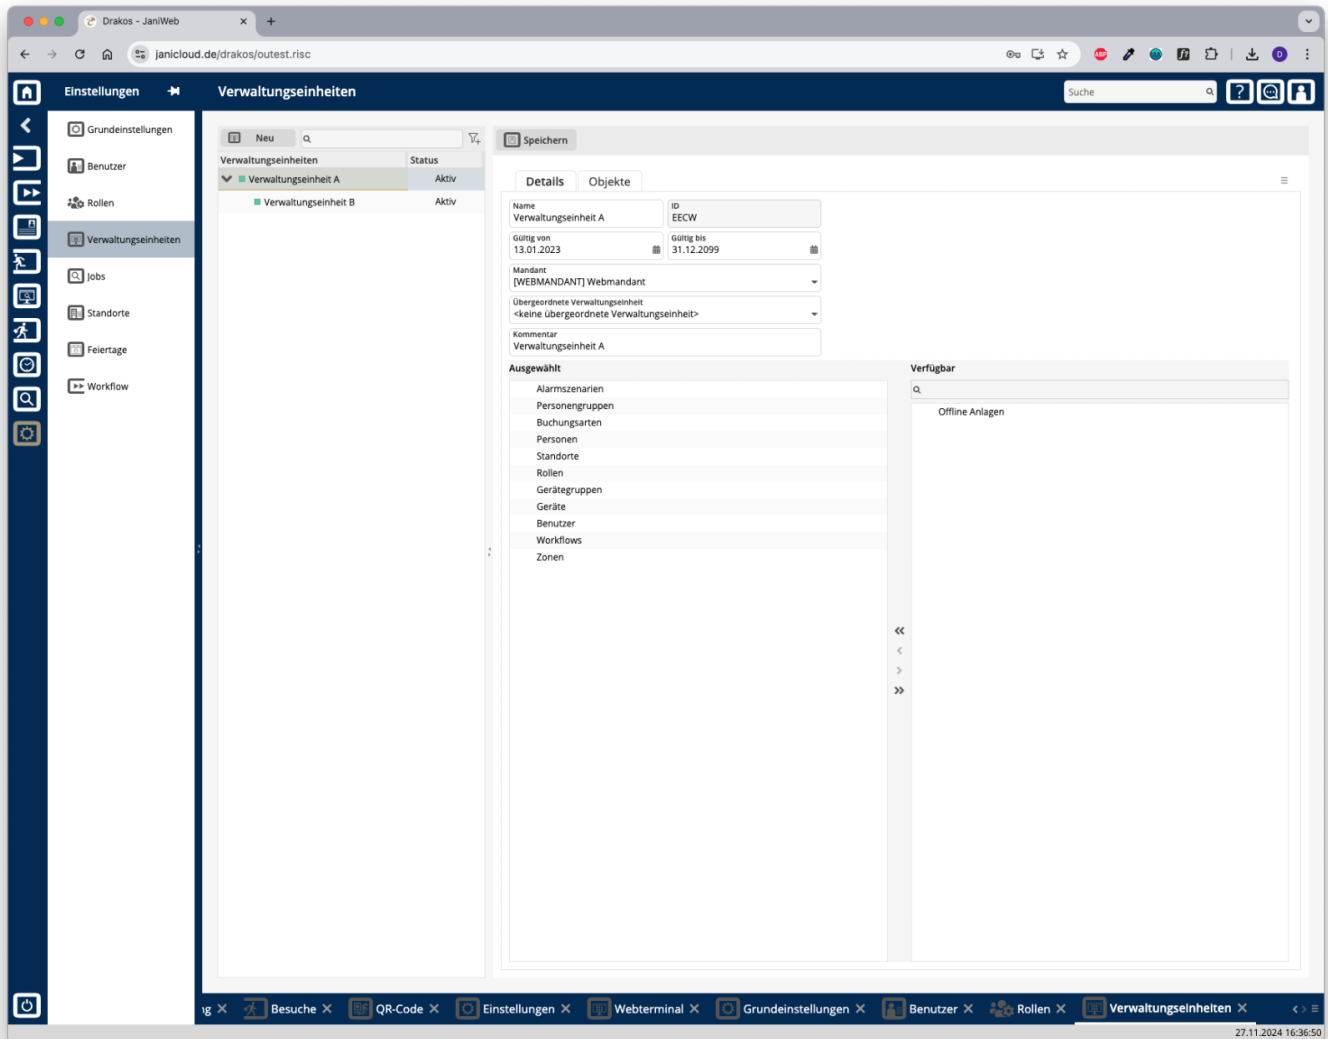 Drakos - JaniWeb
janicloud.de/drakos/outest.risc
ABP
D
Einstellungen
Verwaltungseinheiten
Suche
?
Grundeinstellungen
Benutzer
Rollen
Verwaltungseinheiten
Jobs
Standorte
Feiertage
Workflow
Neu
Verwaltungseinheiten Status
Verwaltungseinheit A Aktiv
Verwaltungseinheit B Aktiv
Speichern
Details Objekte
Name ID
Verwaltungseinheit A EECW
Gültig von Gültig bis
13.01.2023 31.12.2099
Mandant
[WEBMANDANT] Webmandant
Übergeordnete Verwaltungseinheit
<keine übergeordnete Verwaltungseinheit>
Kommentar
Verwaltungseinheit A
Ausgewählt Verfügbar
Alarmszenarien
Personengruppen
Buchungsarten
Personen
Standorte
Rollen
Gerätegruppen
Geräte
Benutzer
Workflows
Zonen
Offline Anlagen
ng Besuche QR-Code Einstellungen Webterminal Grundeinstellungen Benutzer Rollen Verwaltungseinheiten
27.11.2024 16:36:50